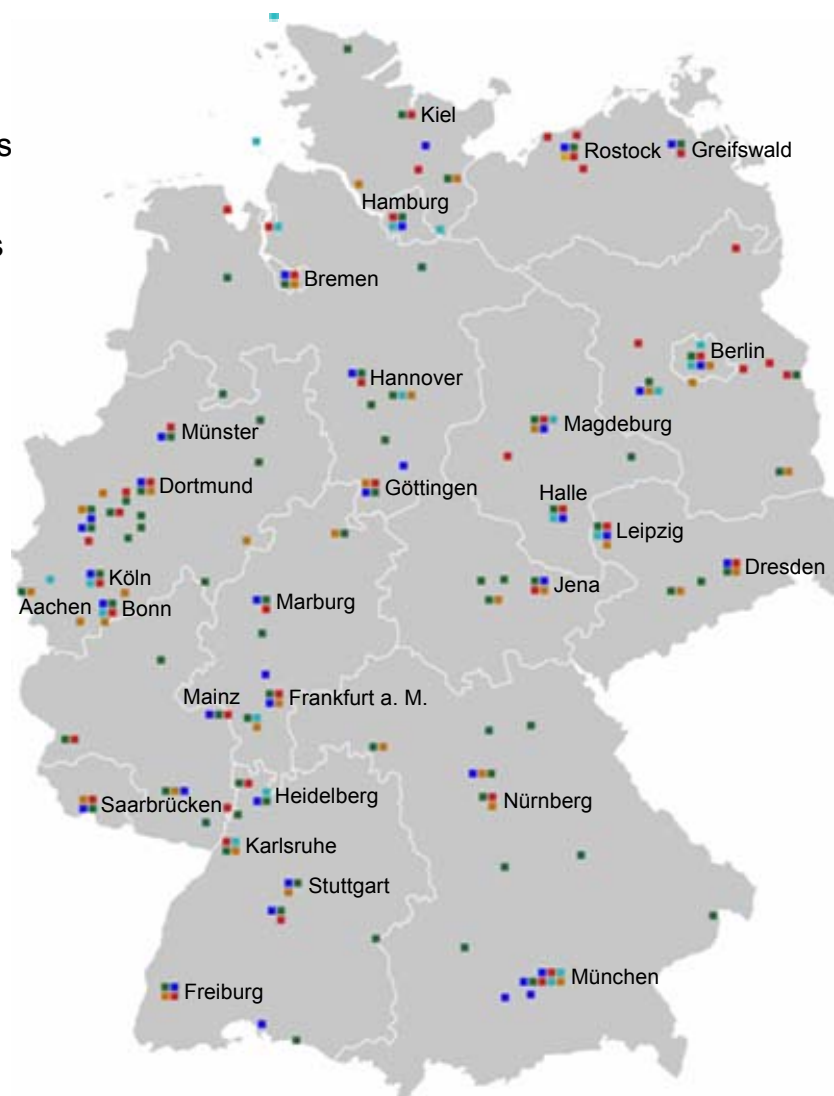 Kiel
s
Rostock
Greifswald
Hamburg
s
Bremen
Berlin
Hannover
Münster
Magdeburg
Dortmund
Göttingen
Halle
Leipzig
Köln
Dresden
Aachen
Bonn
Marburg
Jena
Mainz
Frankfurt a. M.
Saarbrücken
Heidelberg
Nürnberg
Karlsruhe
Stuttgart
München
Freiburg